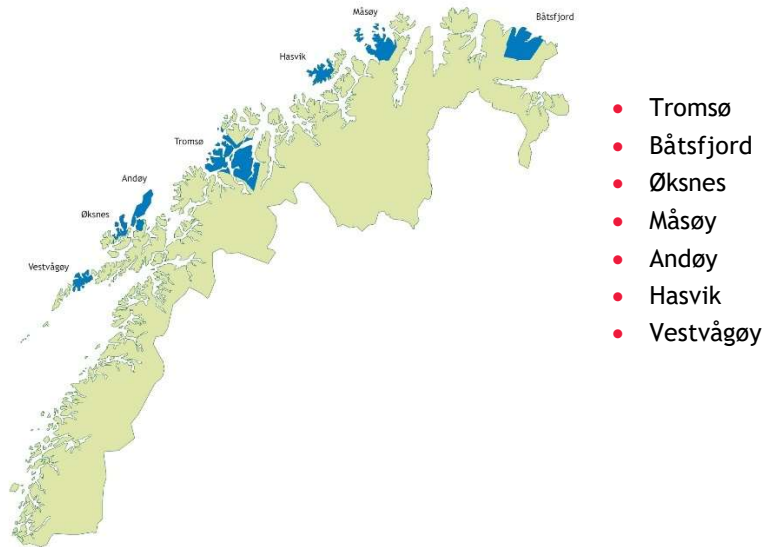 Måsøy
Båtsfjord
Hasvik
Tromsø
Andøy
Øksnes
Vestvågøy
• Tromsø
• Båtsfjord
• Øksnes
• Måsøy
• Andøy
• Hasvik
• Vestvågøy